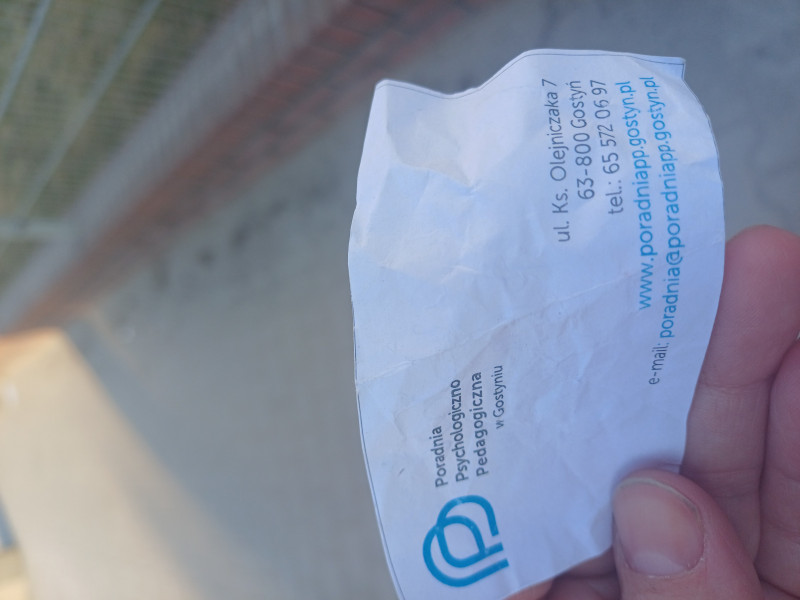 Poradnia
Psychologiczno
Pedagogiczna
w Gostyniu
ul. Ks. Olejniczaka 7
63-800 Gostyń
tel.: 65 572 06 97
www.poradniapp.gostyn.pl
e-mail: poradnia@poradniapp.gostyn.pl